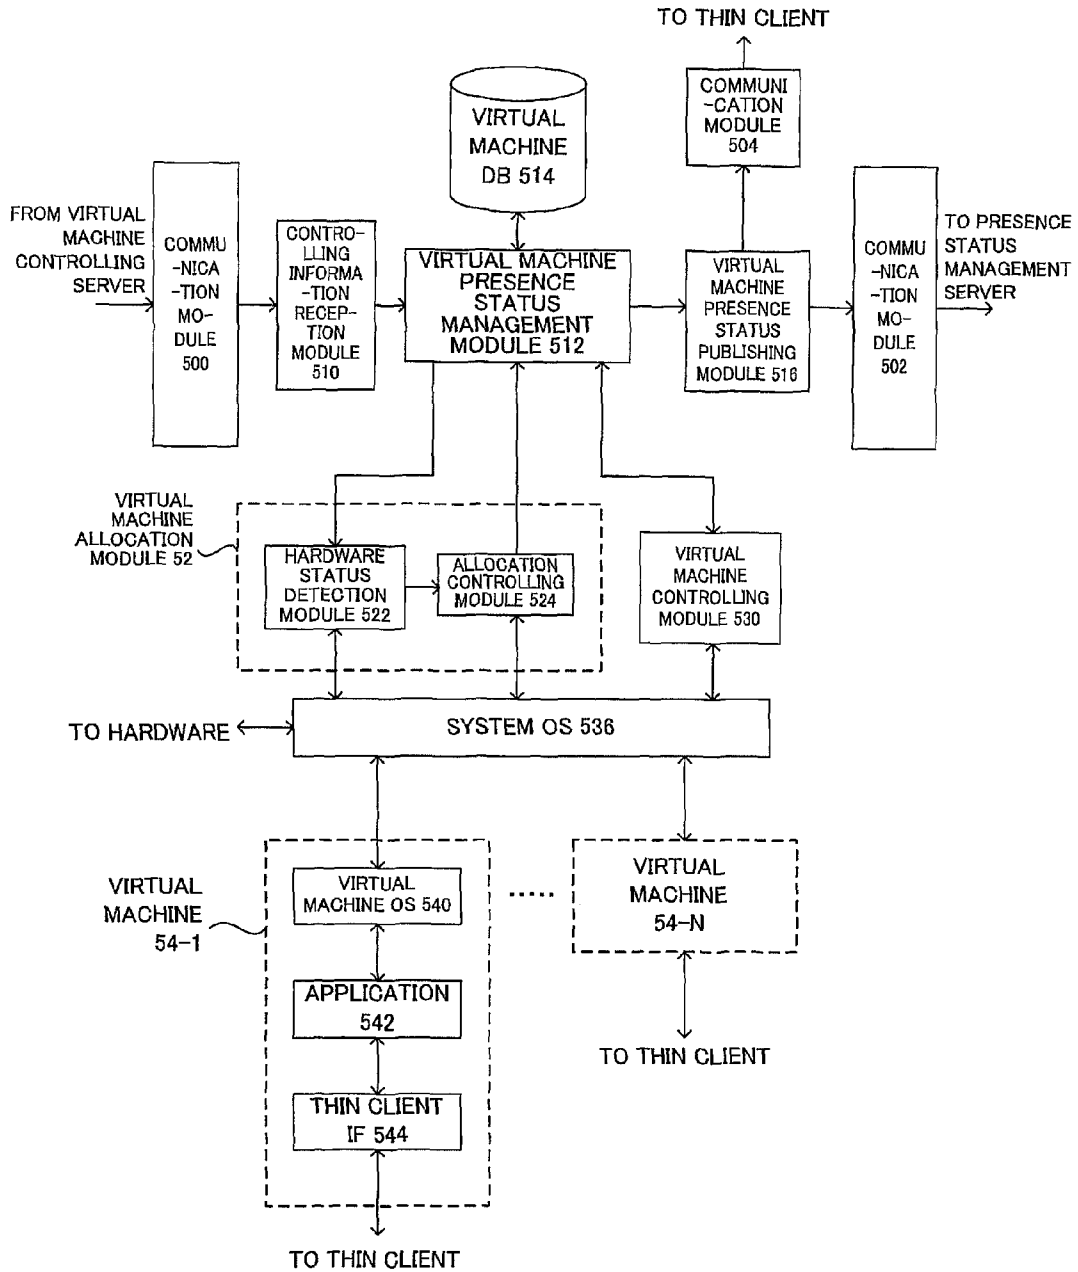 TO THIN CLIENT
COMMUNI
-CATION
MODULE
504
VIRTUAL
MACHINE
DB 514
FROM VIRTUAL
MACHINE
CONTROLLING
SERVER
COMMU
-NICA
-TION
MO-
DULE
500
CONTRO-
LLING
INFORMA
-TION
RECEP-
TION
MODULE
510
VIRTUAL MACHINE
PRESENCE
STATUS
MANAGEMENT
MODULE 512
VIRTUAL
MACHINE
PRESENCE
STATUS
PUBLISHING
MODULE 516
COMMU
-NICA
-TION
MO-
DULE
502
TO PRESENCE
STATUS
MANAGEMENT
SERVER
VIRTUAL
MACHINE
ALLOCATION
MODULE 52
HARDWARE
STATUS
DETECTION
MODULE 522
ALLOCATION
CONTROLLING
MODULE 524
VIRTUAL
MACHINE
CONTROLLING
MODULE 530
TO HARDWARE
SYSTEM OS 536
VIRTUAL
MACHINE
54-1
VIRTUAL
MACHINE OS 540
APPLICATION
542
THIN CLIENT
IF 544
TO THIN CLIENT
.....
VIRTUAL
MACHINE
54-N
TO THIN CLIENT